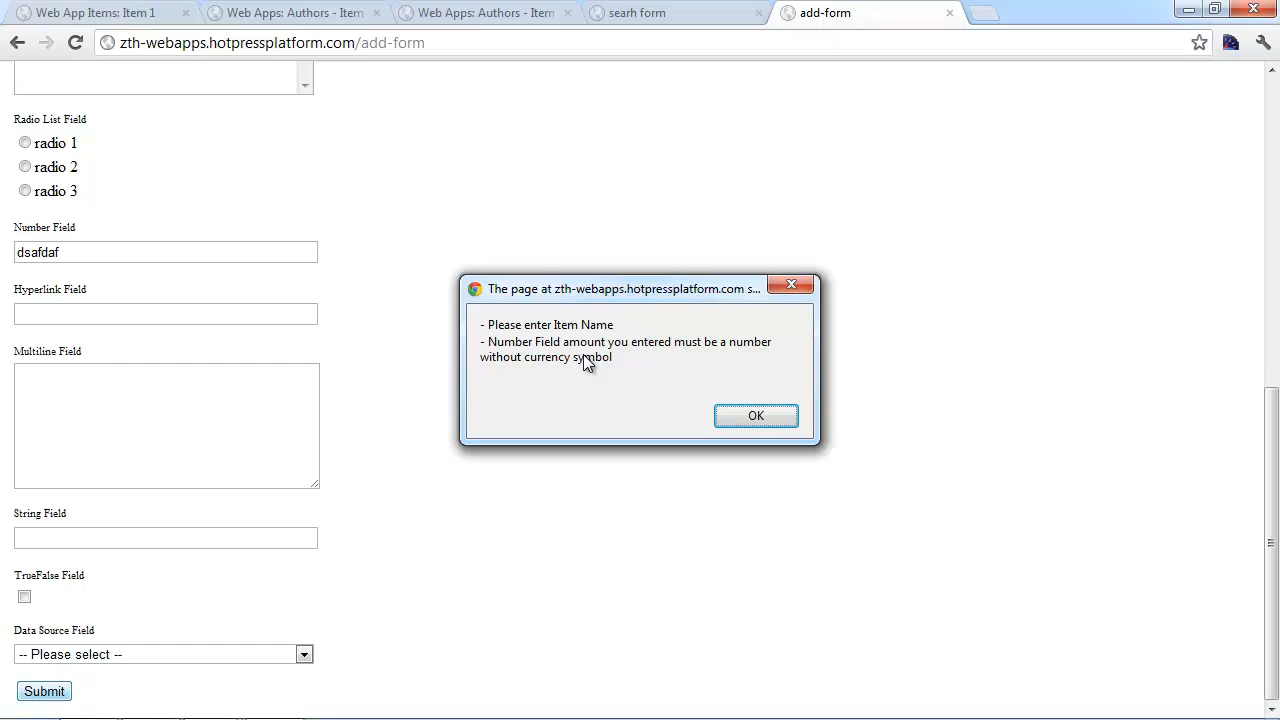 Web App Items: Item 1
Web Apps: Authors - Item
Web Apps: Authors - Item
searh form
add-form
zth-webapps.hotpressplatform.com/add-form
Radio List Field
radio 1
radio 2
radio 3
Number Field
dsafdaf
Hyperlink Field
Multiline Field
String Field
TrueFalse Field
Data Source Field
-- Please select --
Submit
The page at zth-webapps.hotpressplatform.com s...
- Please enter Item Name
- Number Field amount you entered must be a number
without currency symbol
OK